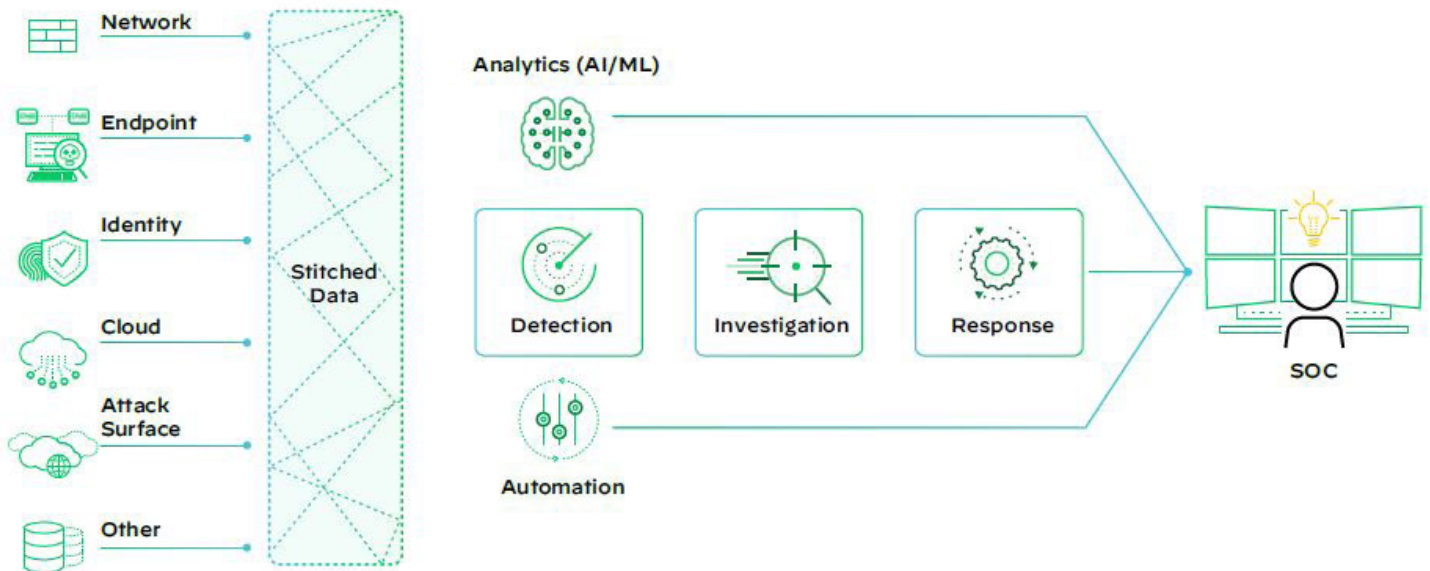 Network
Endpoint
Identity
Cloud
Attack
Surface
Other
Stitched
Data
Analytics (AI/ML)
Detection
Investigation
Response
Automation
SOC